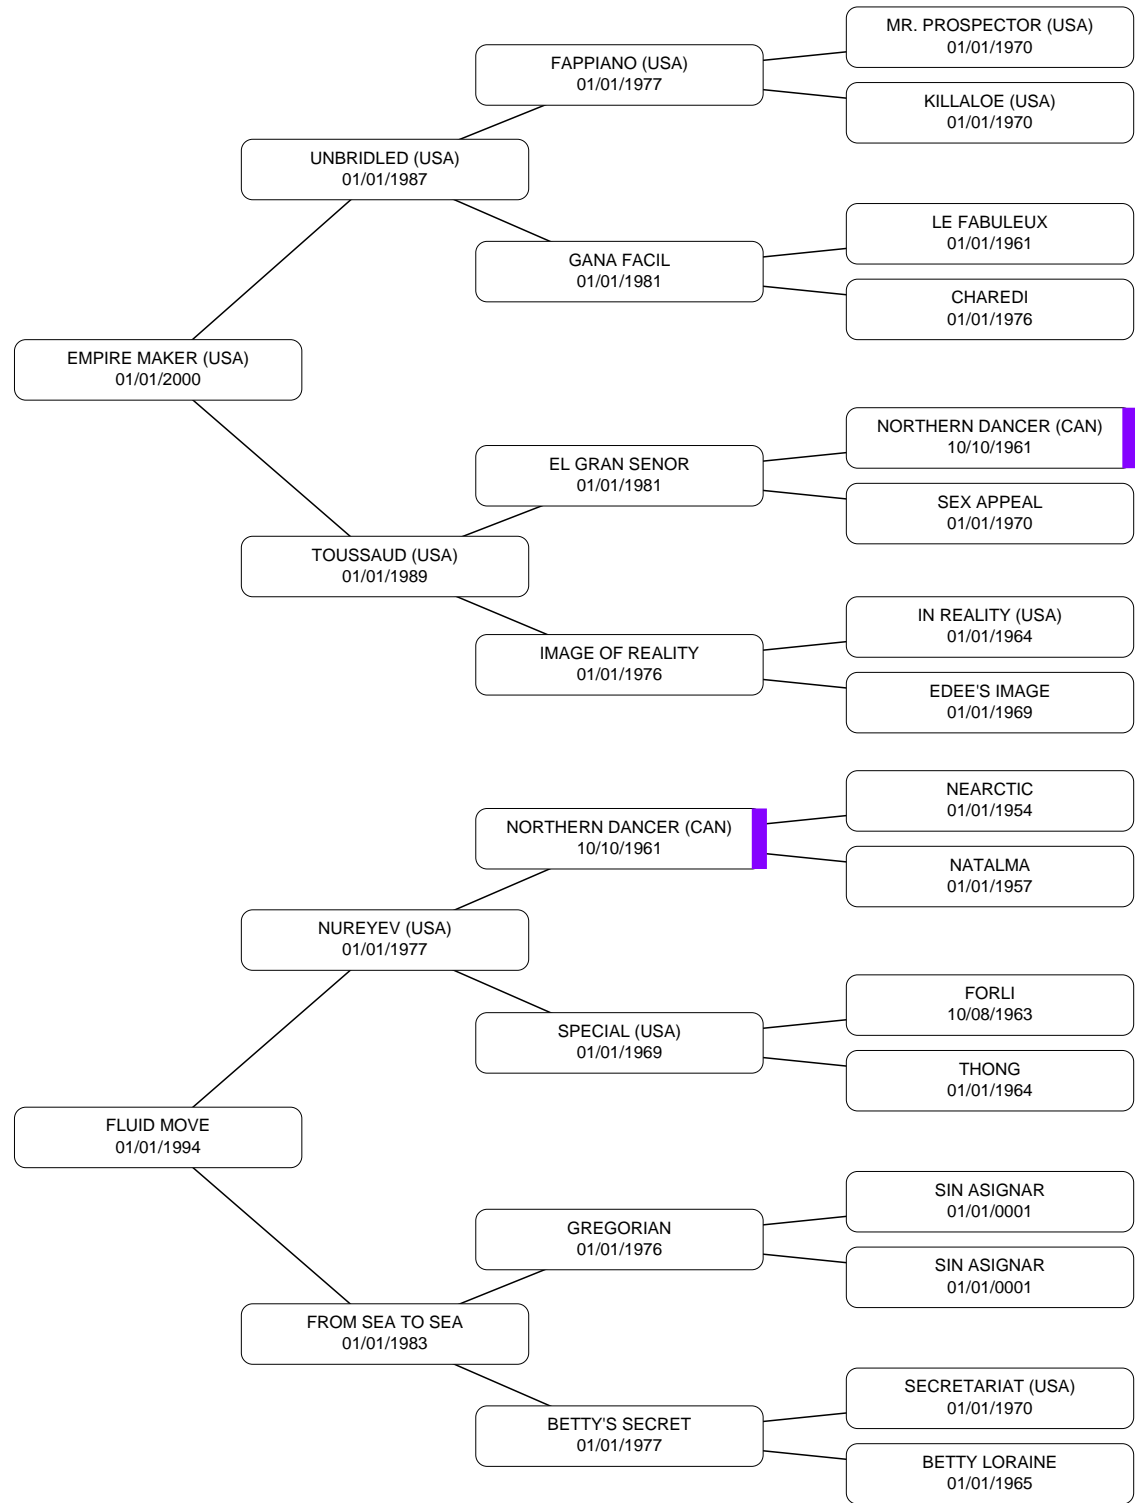 MR. PROSPECTOR (USA)
01/01/1970
FAPPIANO (USA)
01/01/1977
KILLALOE (USA)
01/01/1970
UNBRIDLED (USA)
01/01/1987
LE FABULEUX
01/01/1961
GANA FACIL
01/01/1981
CHAREDI
01/01/1976
EMPIRE MAKER (USA)
01/01/2000
NORTHERN DANCER (CAN)
10/10/1961
EL GRAN SENOR
01/01/1981
SEX APPEAL
01/01/1970
TOUSSAUD (USA)
01/01/1989
IN REALITY (USA)
01/01/1964
IMAGE OF REALITY
01/01/1976
EDEE'S IMAGE
01/01/1969
NEARCTIC
01/01/1954
NORTHERN DANCER (CAN)
10/10/1961
NATALMA
01/01/1957
NUREYEV (USA)
01/01/1977
FORLI
10/08/1963
SPECIAL (USA)
01/01/1969
THONG
01/01/1964
FLUID MOVE
01/01/1994
SIN ASIGNAR
01/01/0001
GREGORIAN
01/01/1976
SIN ASIGNAR
01/01/0001
FROM SEA TO SEA
01/01/1983
SECRETARIAT (USA)
01/01/1970
BETTY'S SECRET
01/01/1977
BETTY LORAINE
01/01/1965